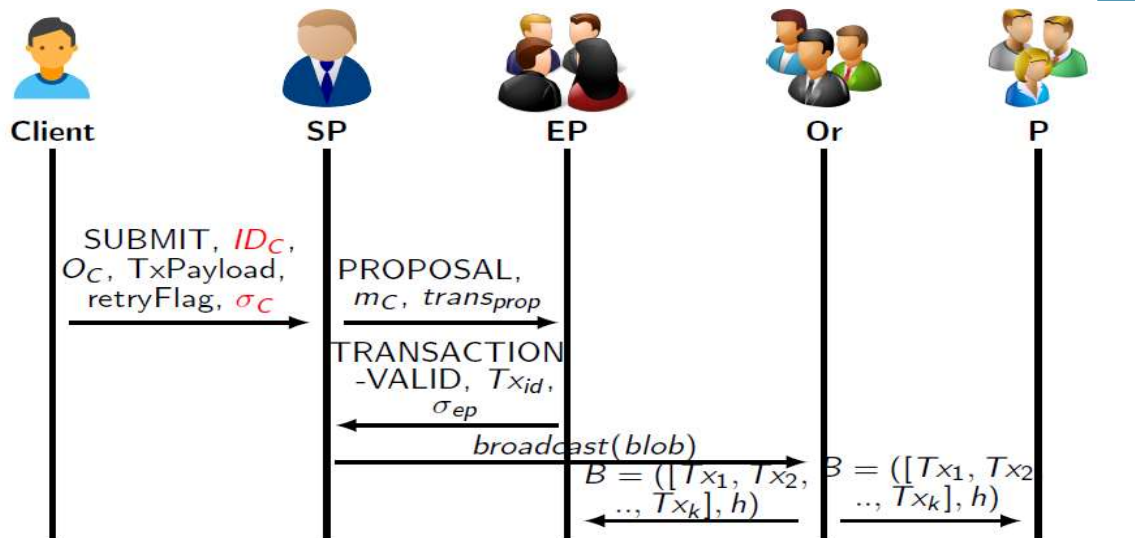 Client
SP
EP
Or
P
SUBMIT, ID_C,
O_C, TxPayload,
retryFlag, σ_C
PROPOSAL,
m_C, trans_prop
TRANSACTION
-VALID, Tx_id,
σ_ep
broadcast(blob)
B = ([Tx_1, Tx_2,
.., Tx_k], h)
B = ([Tx_1, Tx_2
.., Tx_k], h)